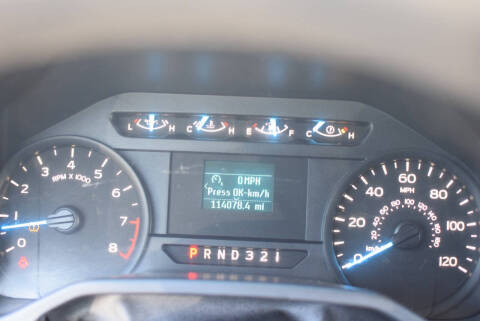 L H C H E F C H
0 1 2 3 4 5 6 7 8
RPM X 1000
0 MPH
Press OK-km/h
114078.4 mi
P R N D 3 2 1
0 20 40 60 80 100 120
MPH
km/h